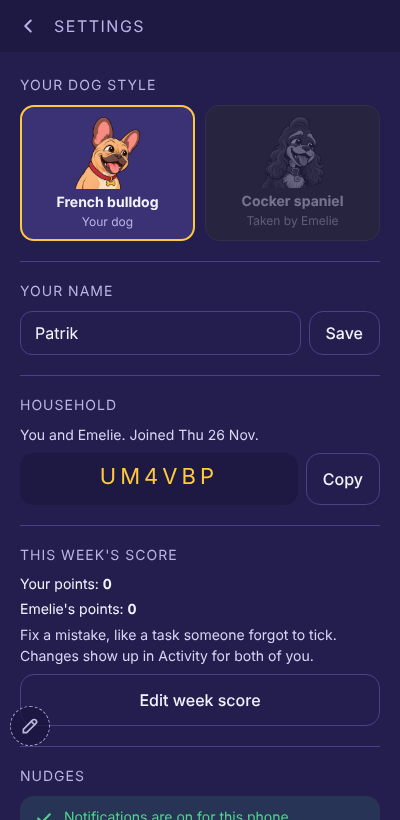 SETTINGS
YOUR DOG STYLE
French bulldog
Your dog
Cocker spaniel
Taken by Emelie
YOUR NAME
Patrik
Save
HOUSEHOLD
You and Emelie. Joined Thu 26 Nov.
UM4VBP
Copy
THIS WEEK'S SCORE
Your points: 0
Emelie's points: 0
Fix a mistake, like a task someone forgot to tick.
Changes show up in Activity for both of you.
Edit week score
NUDGES
Notifications are on for this phone